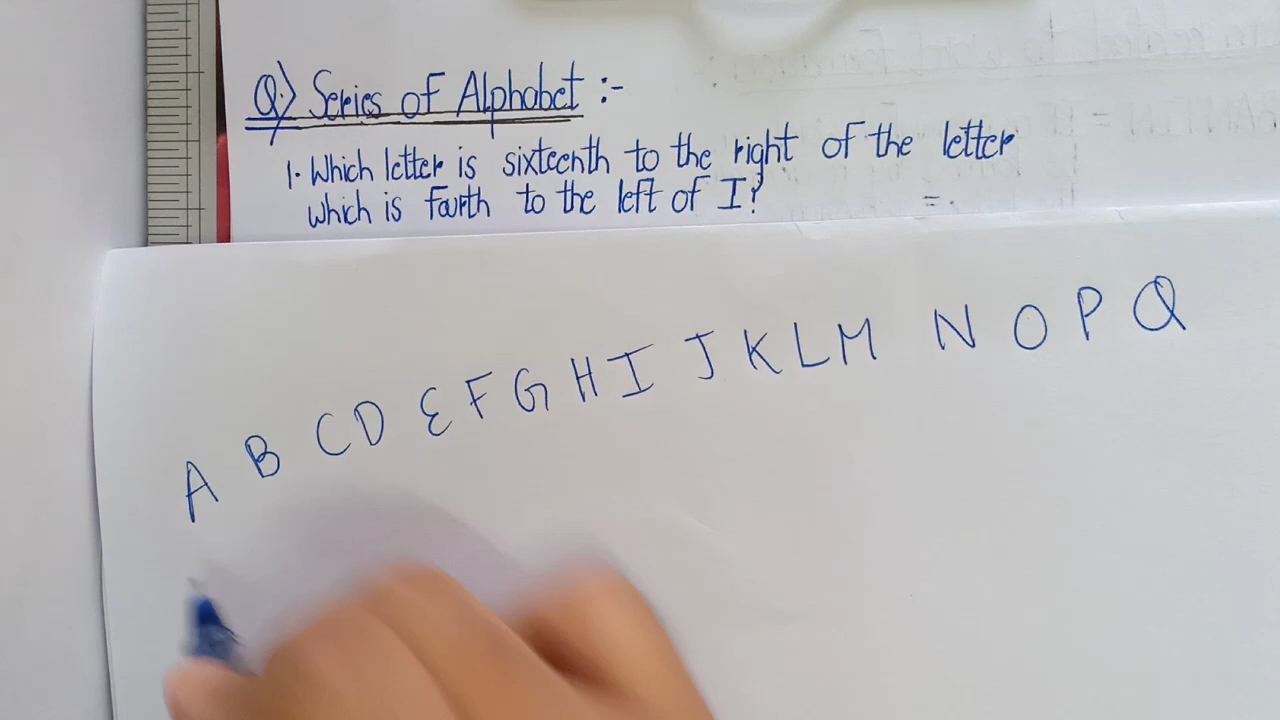 Q.) Series of Alphabet :-
1. Which letter is sixteenth to the right of the letter
which is fourth to the left of I?
A B C D E F G H I J K L M N O P Q